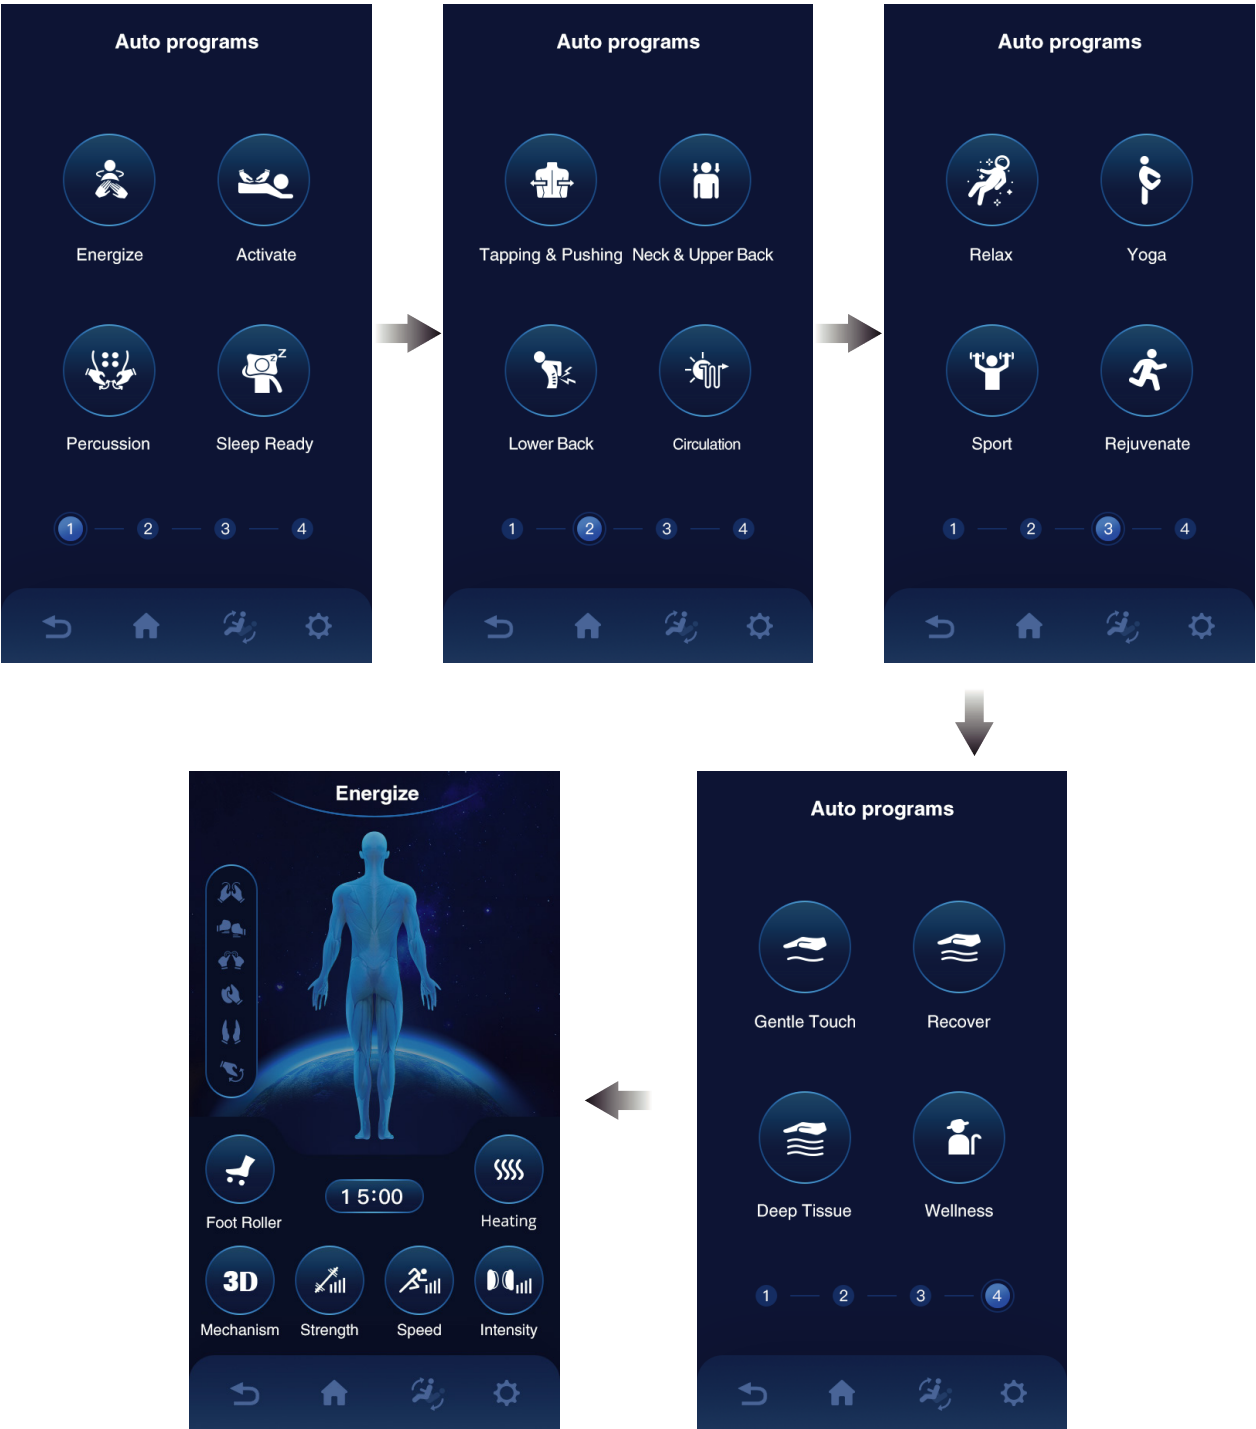 Auto programs
Energize
Activate
Percussion
Sleep Ready
1 2 3 4
Auto programs
Tapping & Pushing
Neck & Upper Back
Lower Back
Circulation
1 2 3 4
Auto programs
Relax
Yoga
Sport
Rejuvenate
1 2 3 4
Auto programs
Gentle Touch
Recover
Deep Tissue
Wellness
1 2 3 4
Energize
Foot Roller
15:00
Heating
3D
Mechanism
Strength
Speed
Intensity